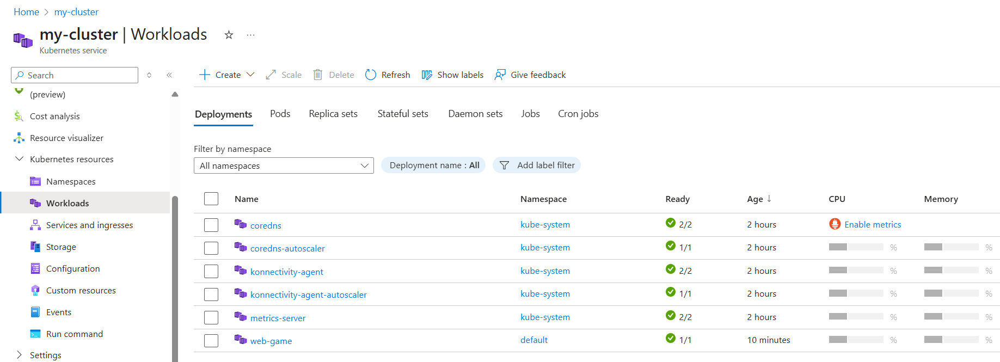 Home > my-cluster
my-cluster | Workloads
Kubernetes service
Search
(preview)
Cost analysis
Resource visualizer
Kubernetes resources
Namespaces
Workloads
Services and ingresses
Storage
Configuration
Custom resources
Events
Run command
Settings
Create Scale Delete Refresh Show labels Give feedback
Deployments Pods Replica sets Stateful sets Daemon sets Jobs Cron jobs
Filter by namespace
All namespaces Deployment name : All Add label filter
Name Namespace Ready Age ↓ CPU Memory
coredns kube-system 2/2 2 hours Enable metrics
coredns-autoscaler kube-system 1/1 2 hours % %
konnectivity-agent kube-system 2/2 2 hours % %
konnectivity-agent-autoscaler kube-system 1/1 2 hours % %
metrics-server kube-system 2/2 2 hours % %
web-game default 1/1 10 minutes % %